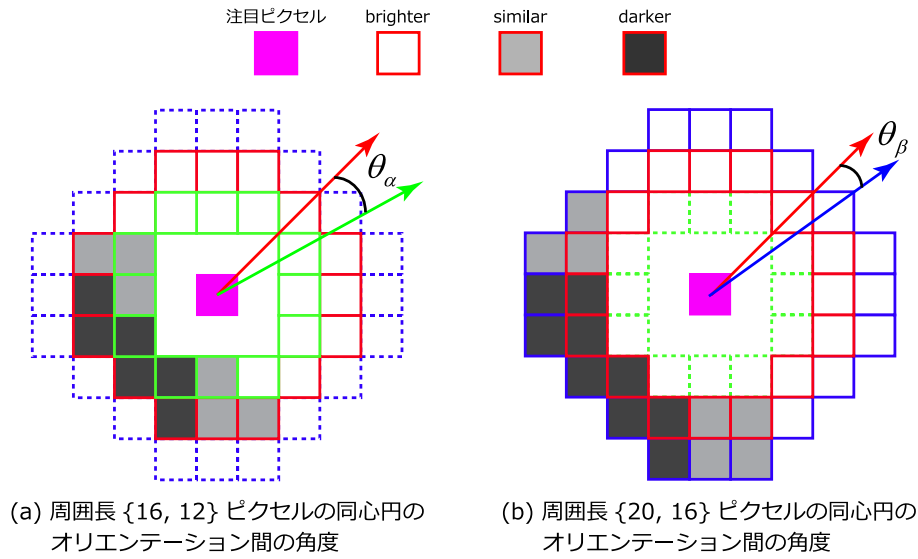 注目ピクセル brighter similar darker
θα
θβ
(a) 周囲長 {16, 12} ピクセルの同心円の
オリエンテーション間の角度
(b) 周囲長 {20, 16} ピクセルの同心円の
オリエンテーション間の角度